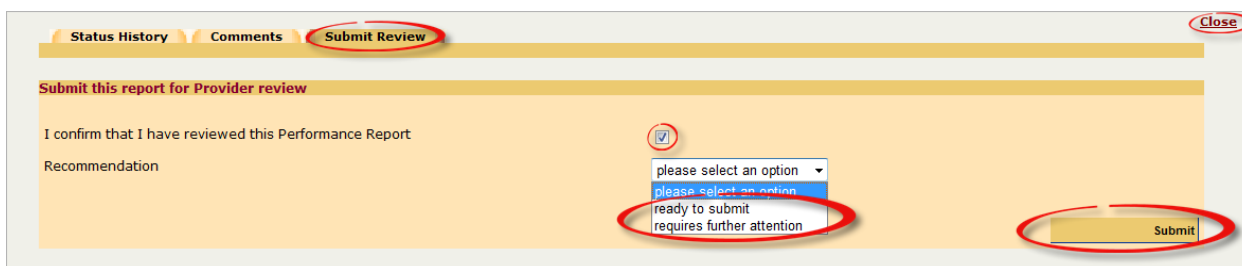 Close
Status History Comments Submit Review
Submit this report for Provider review
I confirm that I have reviewed this Performance Report
Recommendation
please select an option
please select an option
ready to submit
requires further attention
Submit